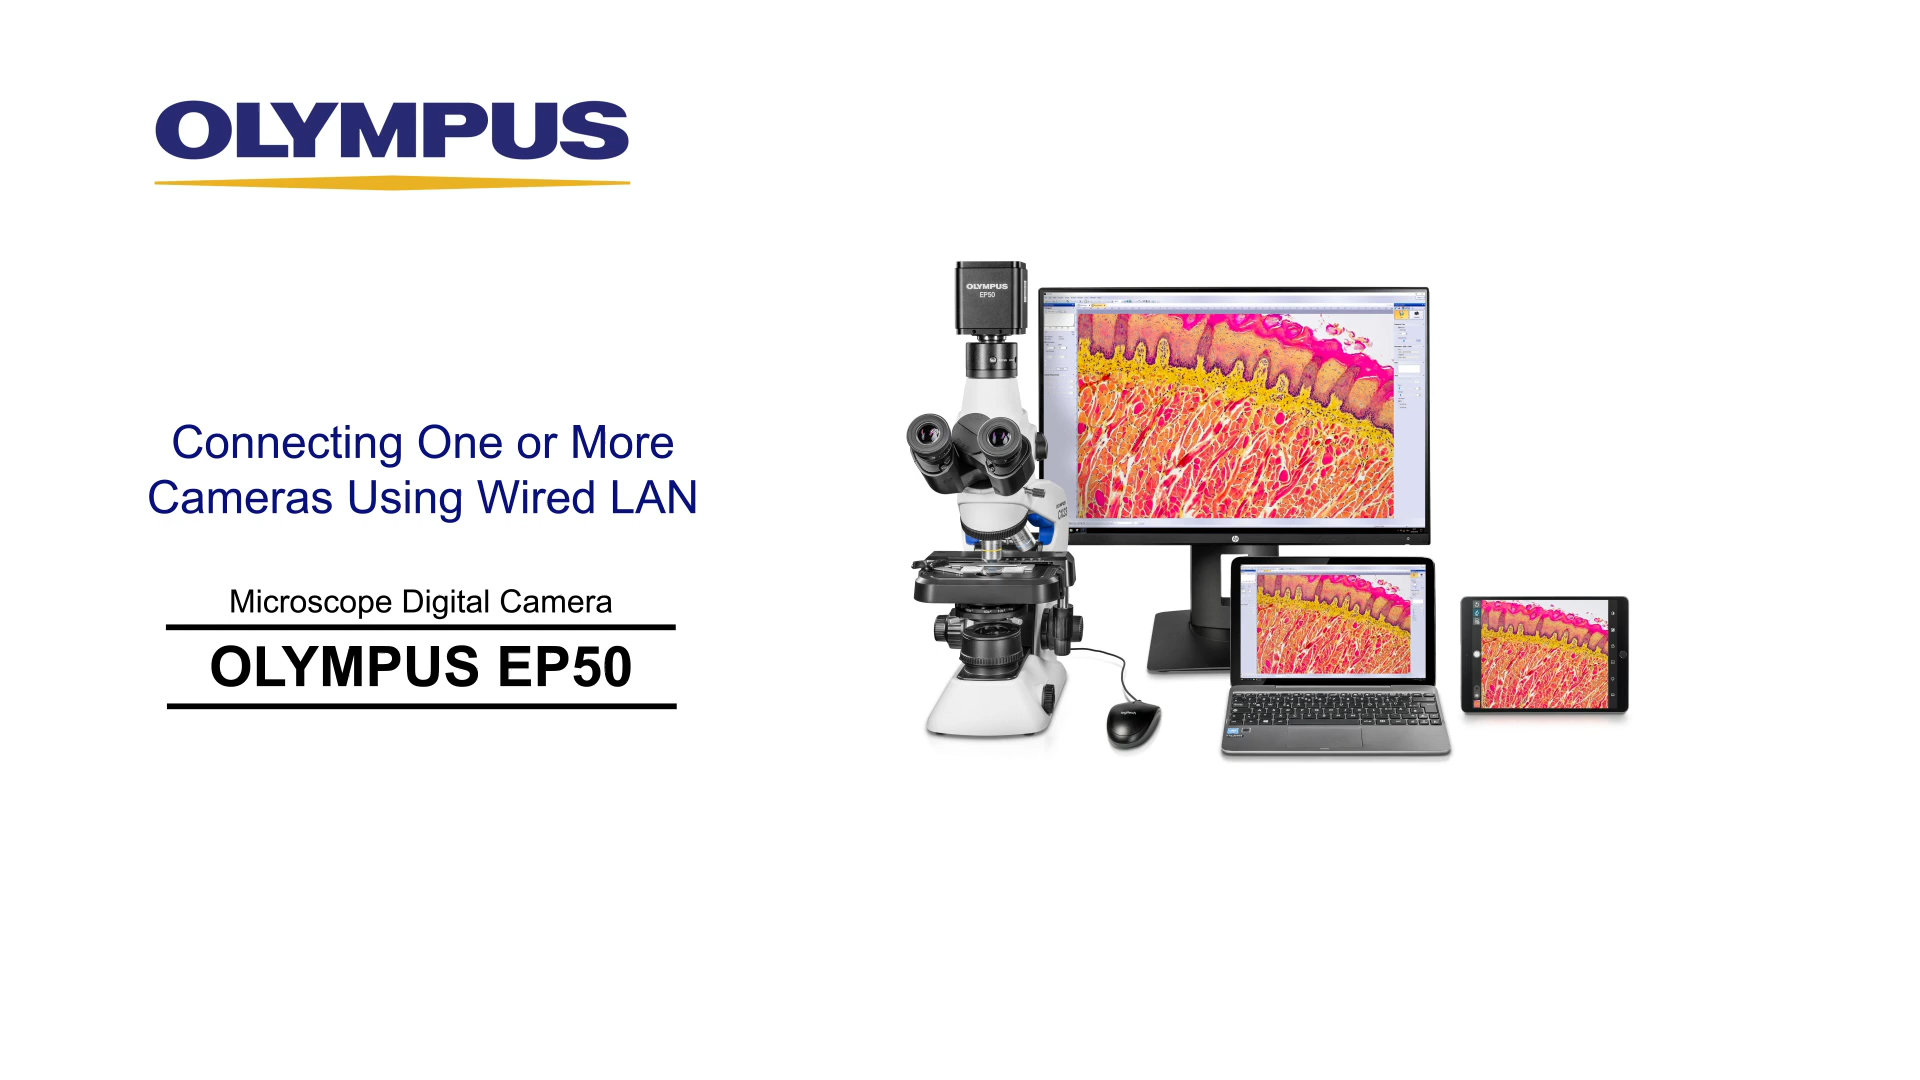 OLYMPUS
Connecting One or More
Cameras Using Wired LAN
Microscope Digital Camera
OLYMPUS EP50
OLYMPUS
EP50